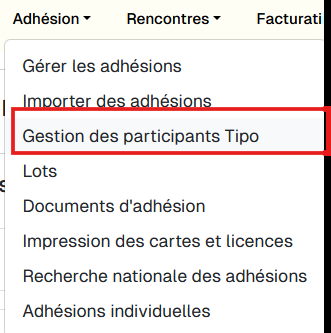 Adhésion Rencontres Facturati
Gérer les adhésions
Importer des adhésions
Gestion des participants Tipo
Lots
Documents d'adhésion
Impression des cartes et licences
Recherche nationale des adhésions
Adhésions individuelles